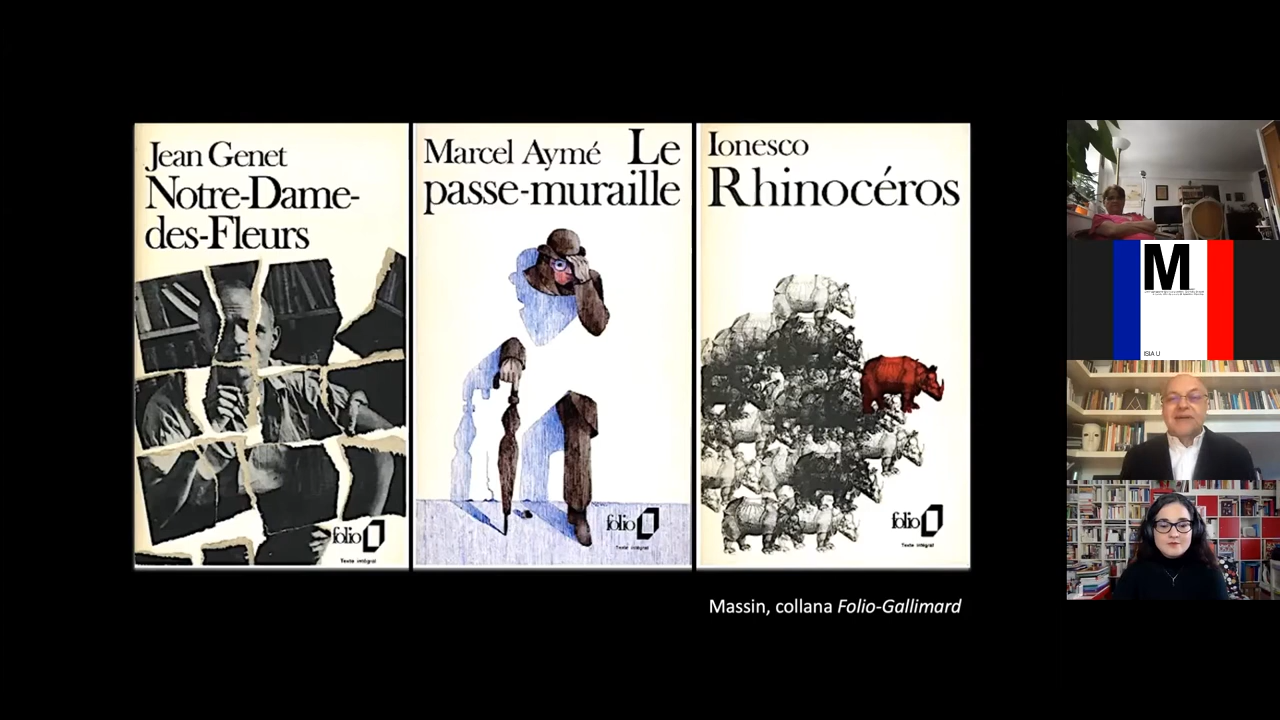 Jean Genet
Notre-Dame-
des-Fleurs
folio
Texte intégral
Marcel Aymé Le
passe-muraille
folio
Texte intégral
Ionesco
Rhinocéros
folio
Texte intégral
Massin, collana Folio-Gallimard
M
ISIA U